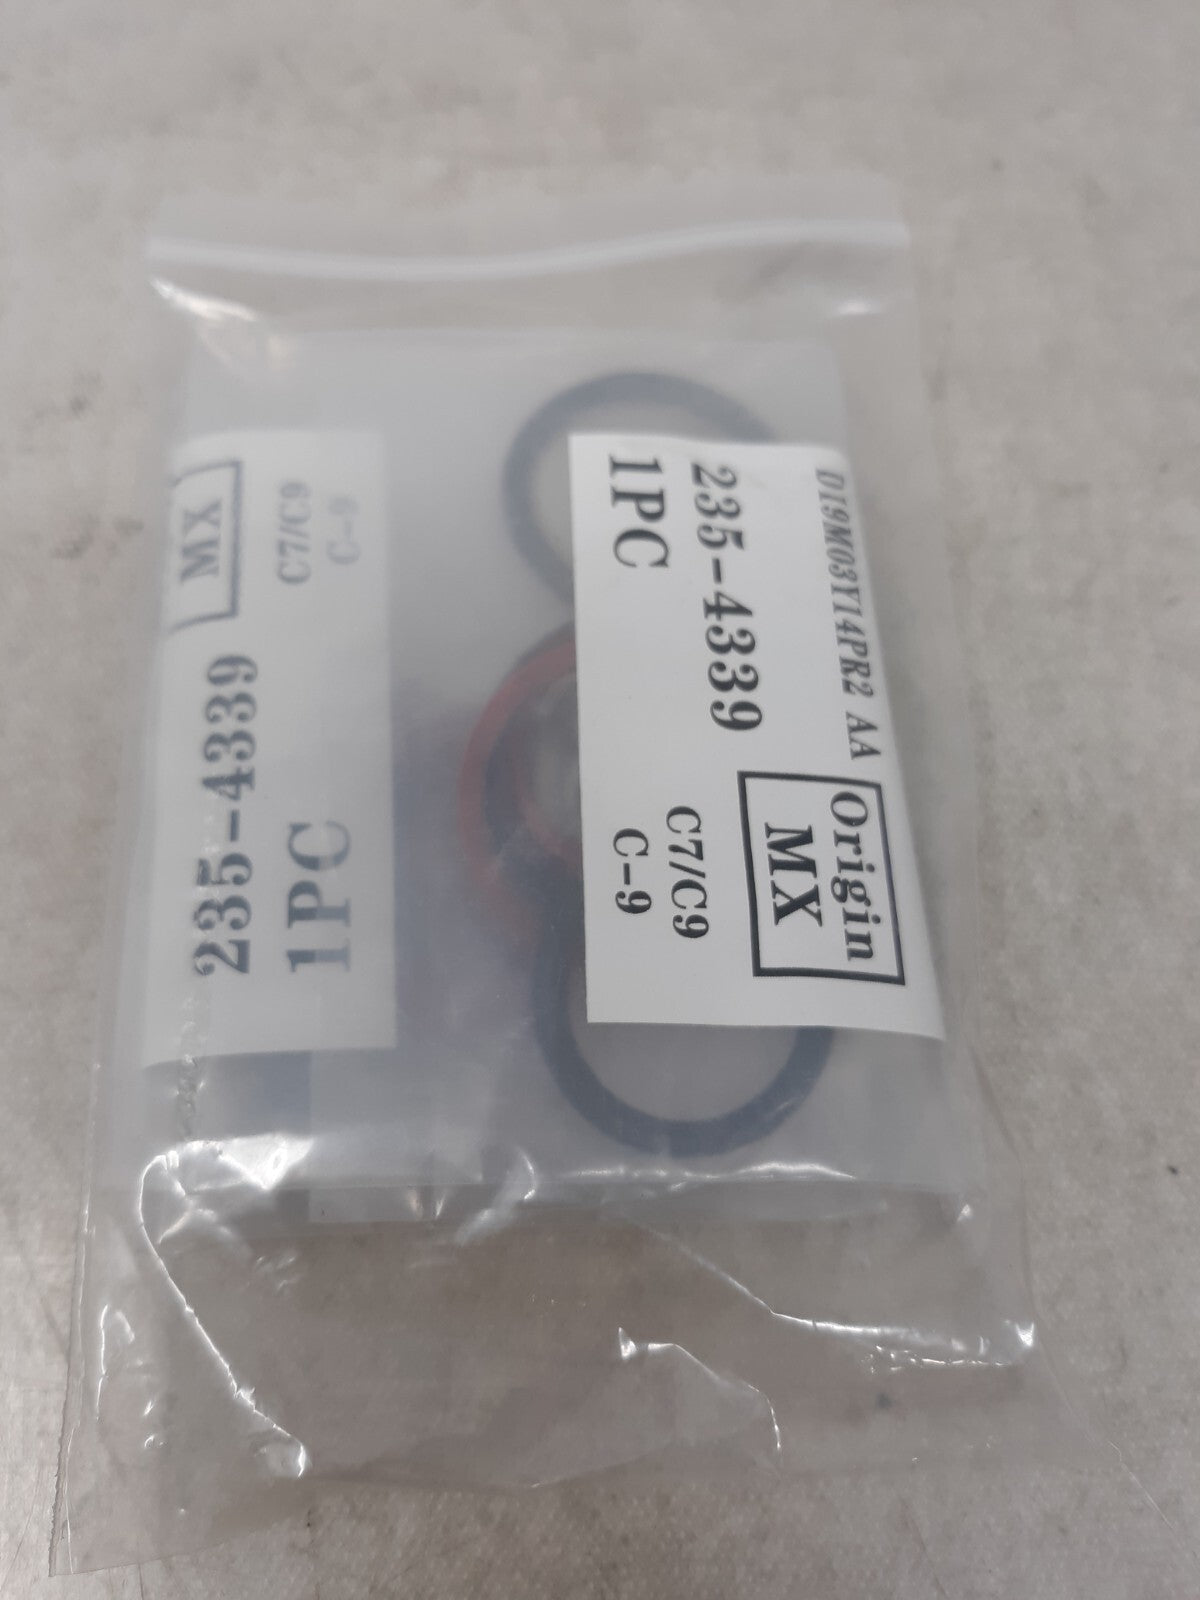 D19M03Y14PR2 AA
235-4339
1PC
Origin
MX
C7/C9
C-9
MX
235-4339
1PC
C7/C9
C-9